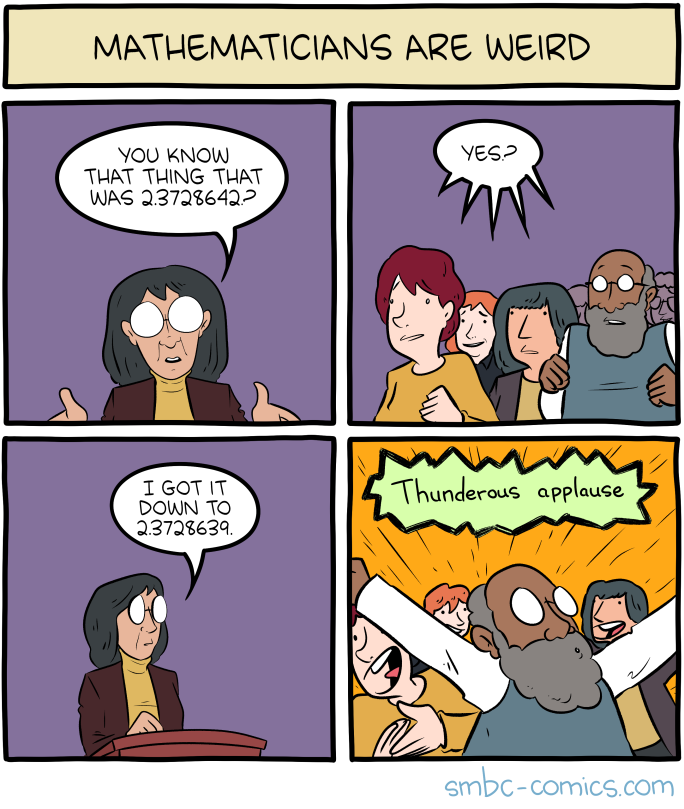 MATHEMATICIANS ARE WEIRD
YOU KNOW
THAT THING THAT
WAS 2.3728642?
YES?
I GOT IT
DOWN TO
2.3728639.
Thunderous applause
smbc-comics.com